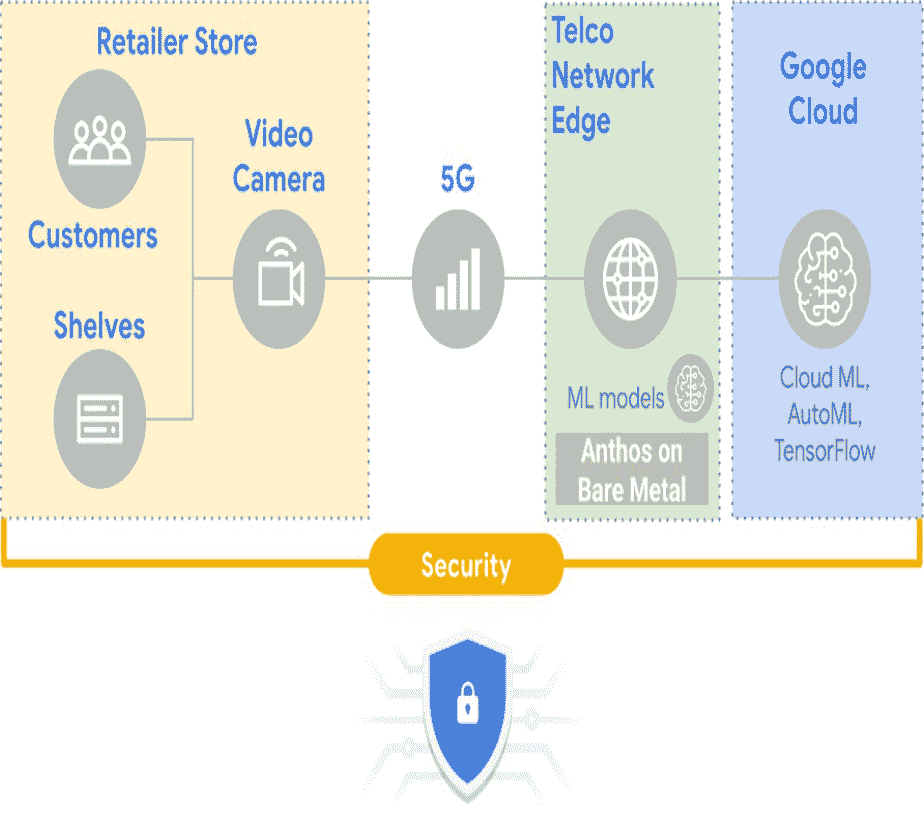 Retailer Store
Customers
Shelves
Video
Camera
5G
Telco
Network
Edge
ML models
Anthos on
Bare Metal
Google
Cloud
Cloud ML,
AutoML,
TensorFlow
Security